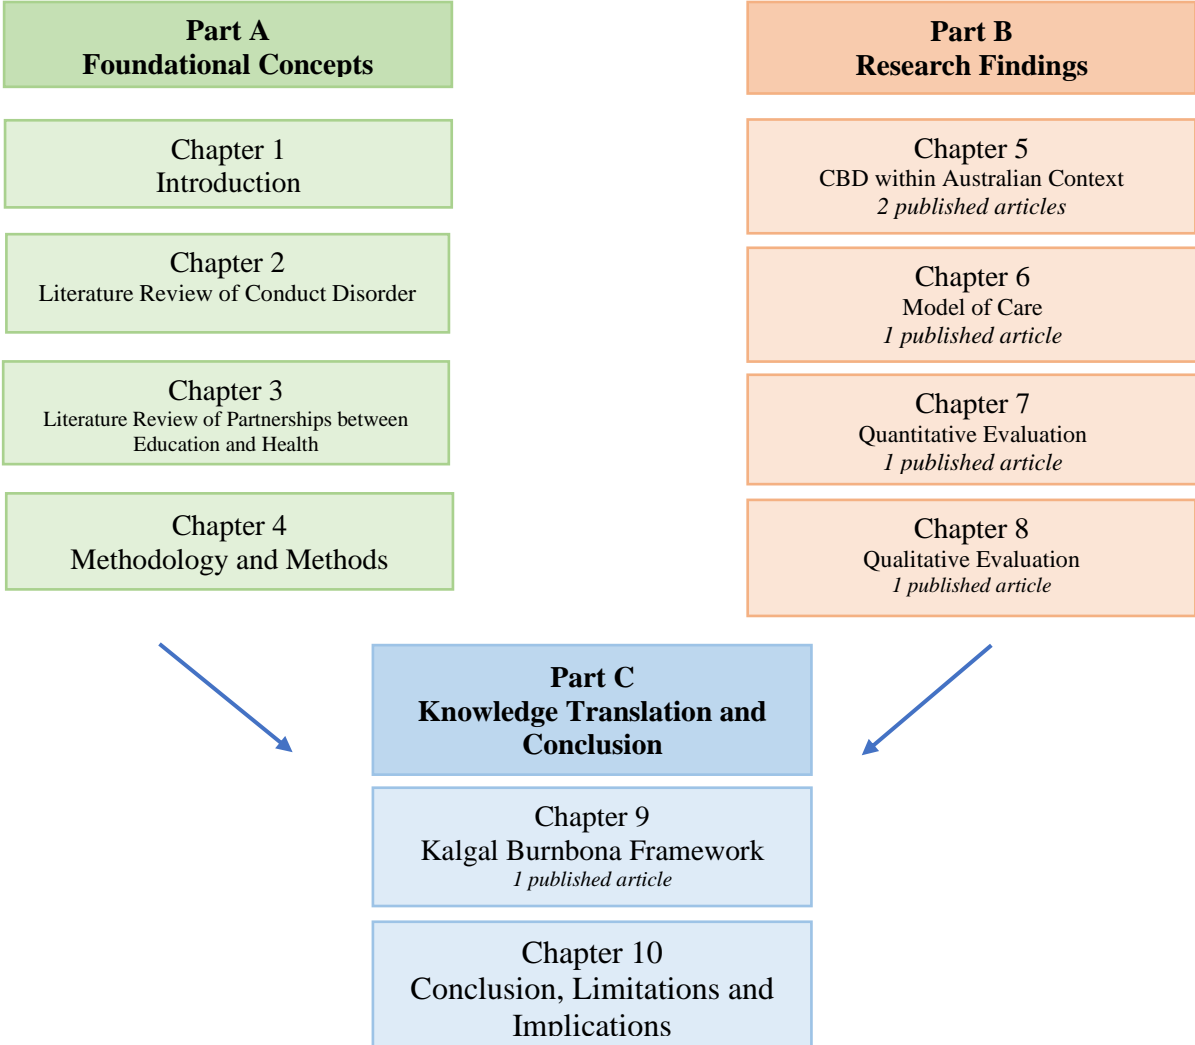 Part A
Foundational Concepts
Chapter 1
Introduction
Chapter 2
Literature Review of Conduct Disorder
Chapter 3
Literature Review of Partnerships between
Education and Health
Chapter 4
Methodology and Methods
Part B
Research Findings
Chapter 5
CBD within Australian Context
2 published articles
Chapter 6
Model of Care
1 published article
Chapter 7
Quantitative Evaluation
1 published article
Chapter 8
Qualitative Evaluation
1 published article
Part C
Knowledge Translation and
Conclusion
Chapter 9
Kalgal Burnbona Framework
1 published article
Chapter 10
Conclusion, Limitations and
Implications